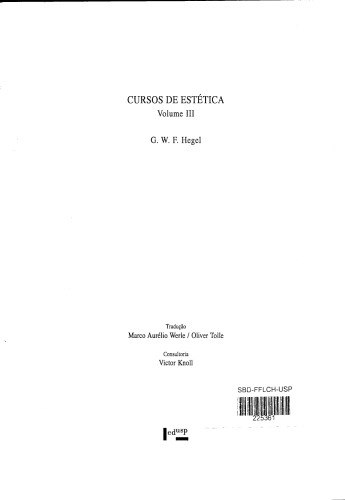 CURSOS DE ESTÉTICA
Volume III
G. W. F. Hegel
Tradução
Marco Aurélio Werle / Oliver Tolle
Consultoria
Victor Knoll
SBD-FFLCH-USP
225361
edusp